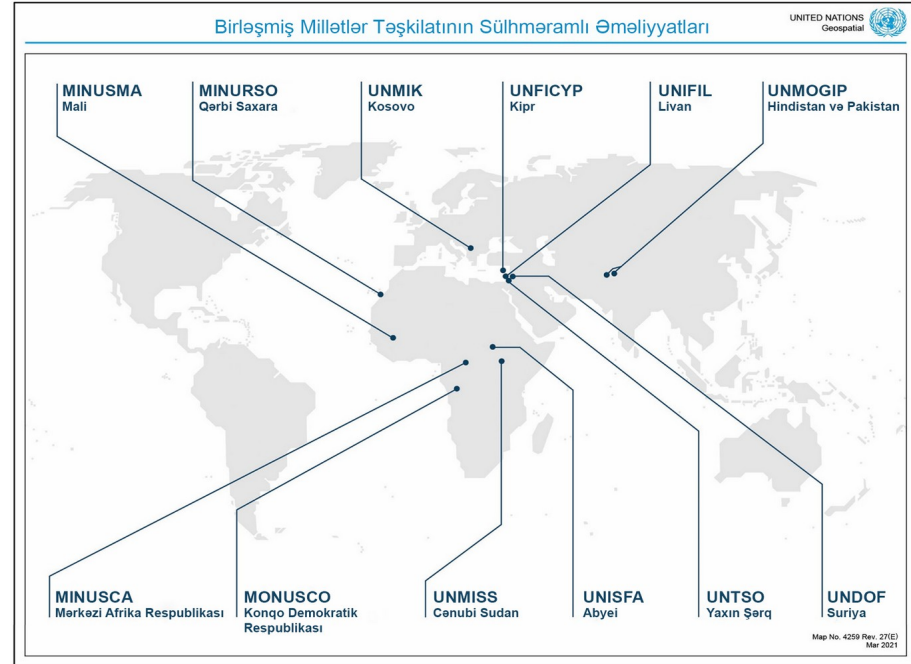 Birləşmiş Millətlər Təşkilatının Sülhməramlı Əməliyyatları
UNITED NATIONS
Geospatial
MINUSMA
Mali
MINURSO
Qərbi Saxara
UNMIK
Kosovo
UNFICYP
Kipr
UNIFIL
Livan
UNMOGIP
Hindistan və Pakistan
MINUSCA
Mərkəzi Afrika Respublikası
MONUSCO
Konqo Demokratik
Respublikası
UNMISS
Cənubi Sudan
UNISFA
Abyei
UNTSO
Yaxın Şərq
UNDOF
Suriya
Map No. 4259 Rev. 27(E)
Mar 2021